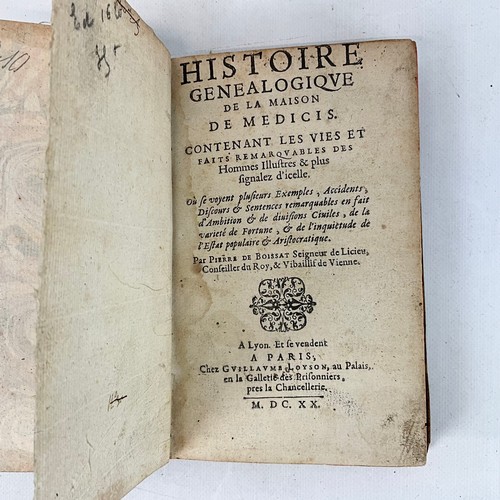 HISTOIRE
GENEALOGIQVE
DE LA MAISON
DE MEDICIS.
CONTENANT LES VIES ET
FAITS REMARQVABLES DES
Hommes Illustres & plus
signalez d'icelle.
Où se voyent plusieurs Exemples, Accidents,
Discours & Sentences remarquables en fait
d'Ambition & de diuisions Ciuiles, de la
varieté de Fortune, & de l'inquietude de
l'Estat populaire & Aristocratique.
Par PIERRE DE BOISSAT Seigneur de Licieu,
Conseiller du Roy, & Vibaillif de Vienne.
A Lyon. Et se vendent
A PARIS,
Chez GVILLAVME LOYSON, au Palais,
en la Gallerie des Prisonniers,
pres la Chancellerie.
M. DC. XX.